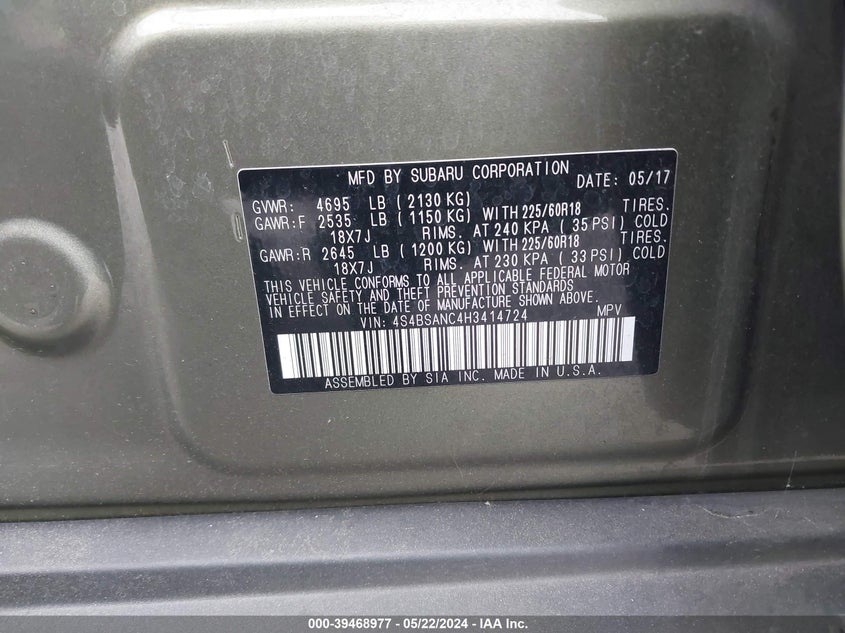 MFD BY SUBARU CORPORATION DATE: 05/17
GVWR: 4695 LB (2130 KG)
GAWR:F 2535 LB (1150 KG) WITH 225/60R18 TIRES.
18X7J RIMS. AT 240 KPA (35 PSI) COLD
GAWR:R 2645 LB (1200 KG) WITH 225/60R18 TIRES.
18X7J RIMS. AT 230 KPA (33 PSI) COLD
THIS VEHICLE CONFORMS TO ALL APPLICABLE FEDERAL MOTOR
VEHICLE SAFETY AND THEFT PREVENTION STANDARDS
IN EFFECT ON THE DATE OF MANUFACTURE SHOWN ABOVE.
VIN: 4S4BSANC4H3414724 MPV
ASSEMBLED BY SIA INC. MADE IN U.S.A.
000-39468977 - 05/22/2024 - IAAI Inc.